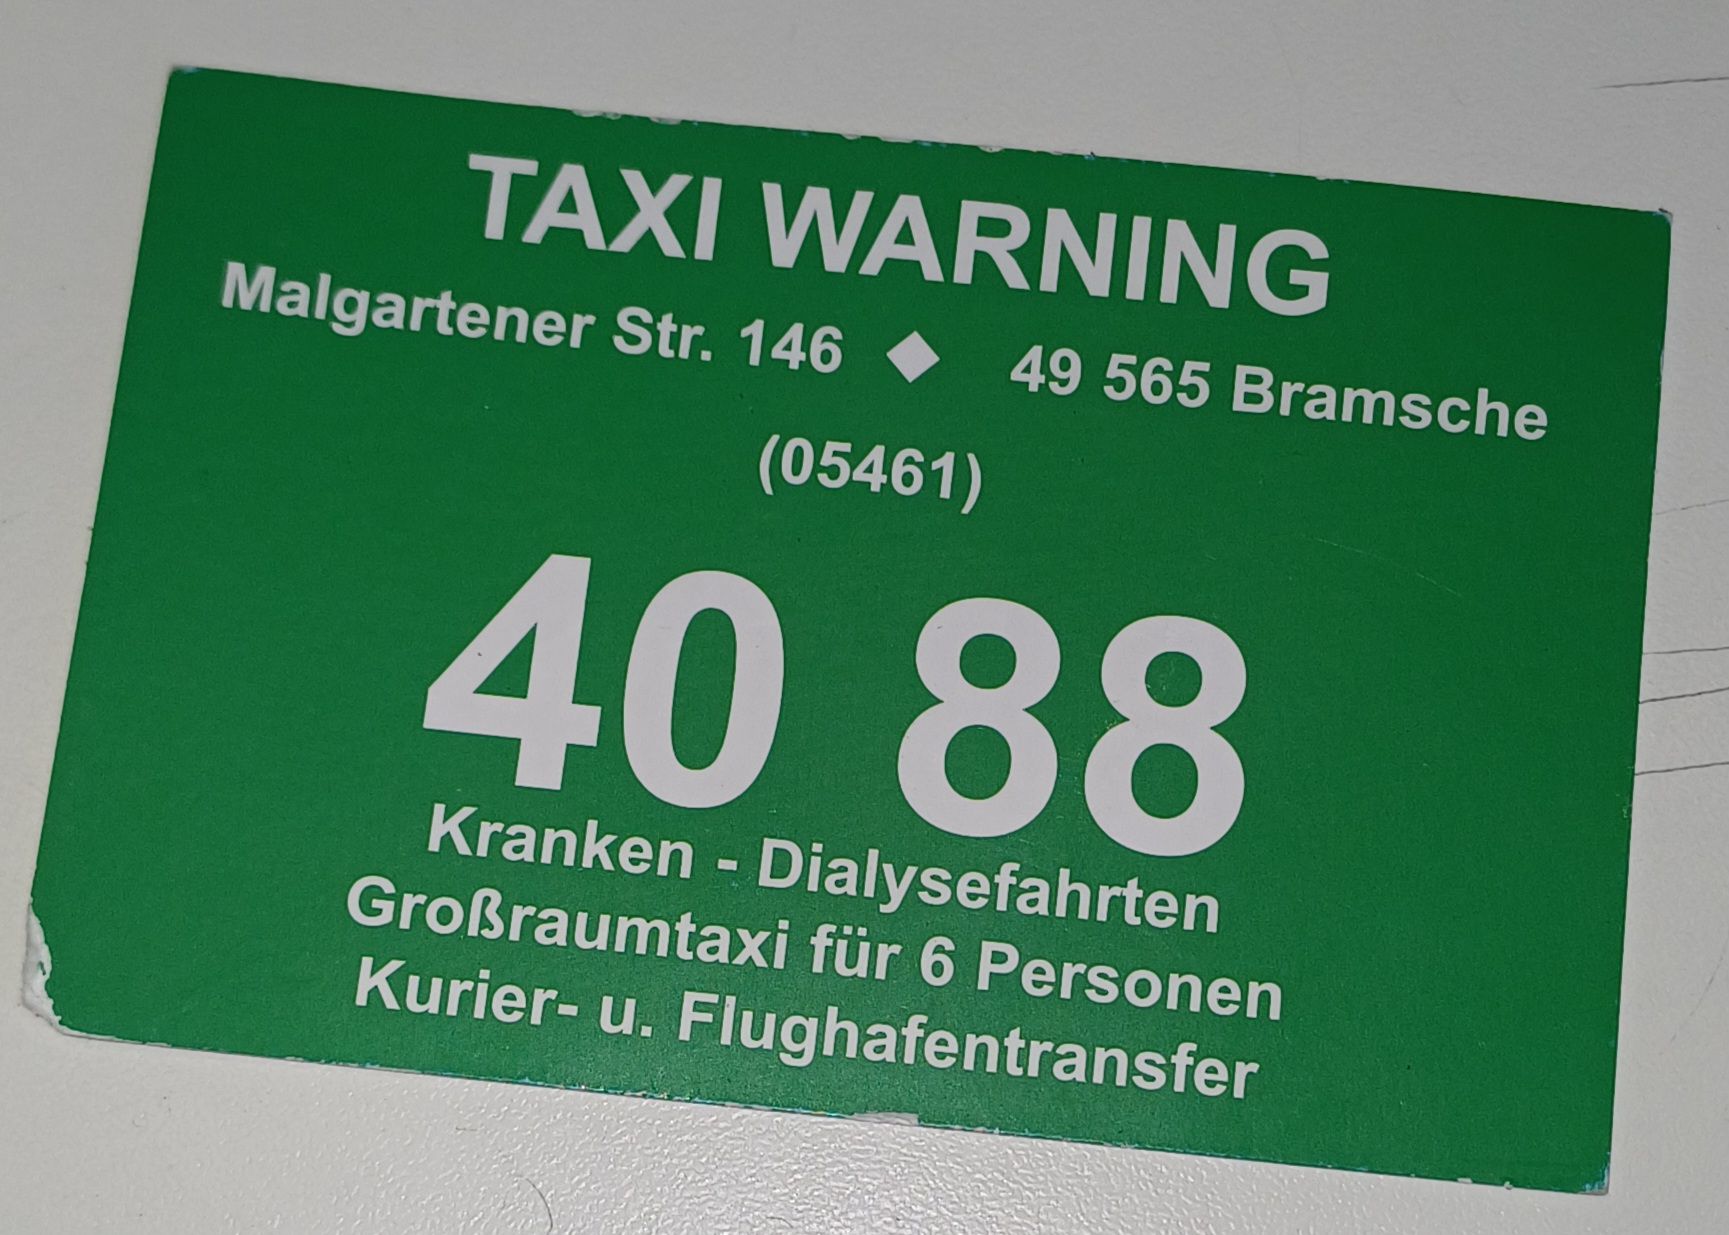 TAXI WARNING
Malgartener Str. 146 ◆ 49 565 Bramsche
(05461)
40 88
Kranken - Dialysefahrten
Großraumtaxi für 6 Personen
Kurier- u. Flughafentransfer